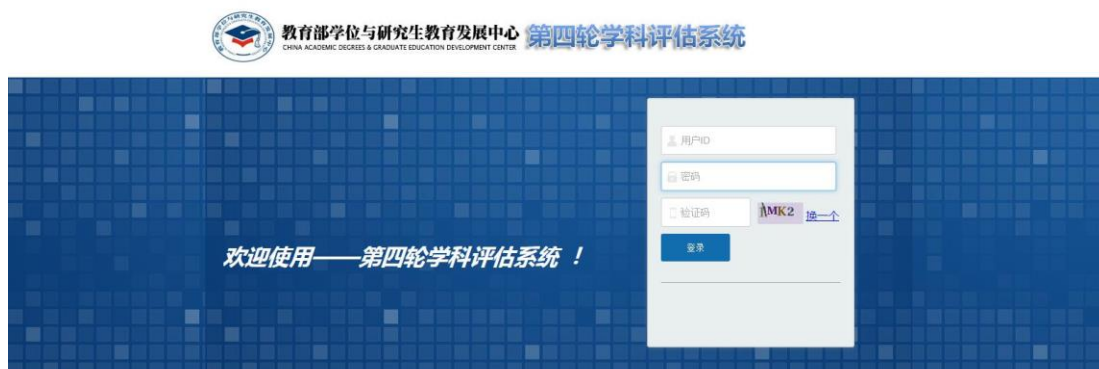 教育部学位与研究生教育发展中心 第四轮学科评估系统
CHINA ACADEMIC DEGREES & GRADUATE EDUCATION DEVELOPMENT CENTER
用户ID
密码
验证码 换一个
登录
欢迎使用——第四轮学科评估系统 ！